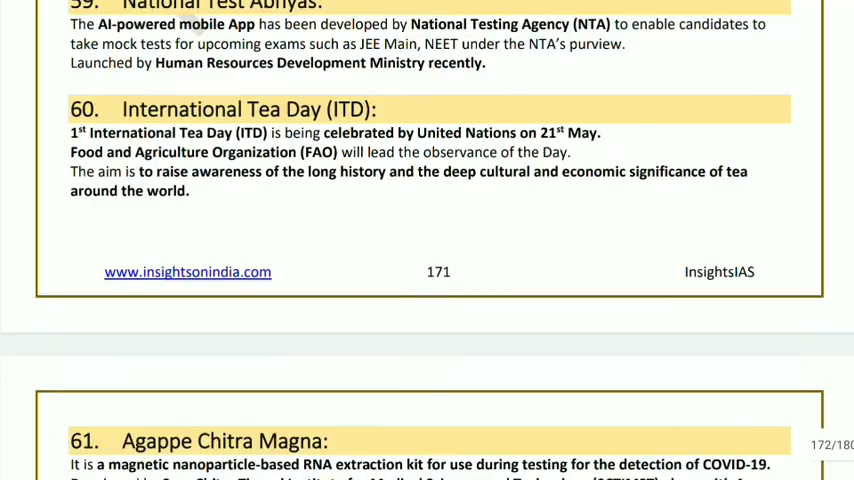 59. National Test Abhyas:
The AI-powered mobile App has been developed by National Testing Agency (NTA) to enable candidates to
take mock tests for upcoming exams such as JEE Main, NEET under the NTA's purview.
Launched by Human Resources Development Ministry recently.
60. International Tea Day (ITD):
1st International Tea Day (ITD) is being celebrated by United Nations on 21st May.
Food and Agriculture Organization (FAO) will lead the observance of the Day.
The aim is to raise awareness of the long history and the deep cultural and economic significance of tea
around the world.
www.insightsonindia.com 171 InsightsIAS
61. Agappe Chitra Magna:
172/180
It is a magnetic nanoparticle-based RNA extraction kit for use during testing for the detection of COVID-19.